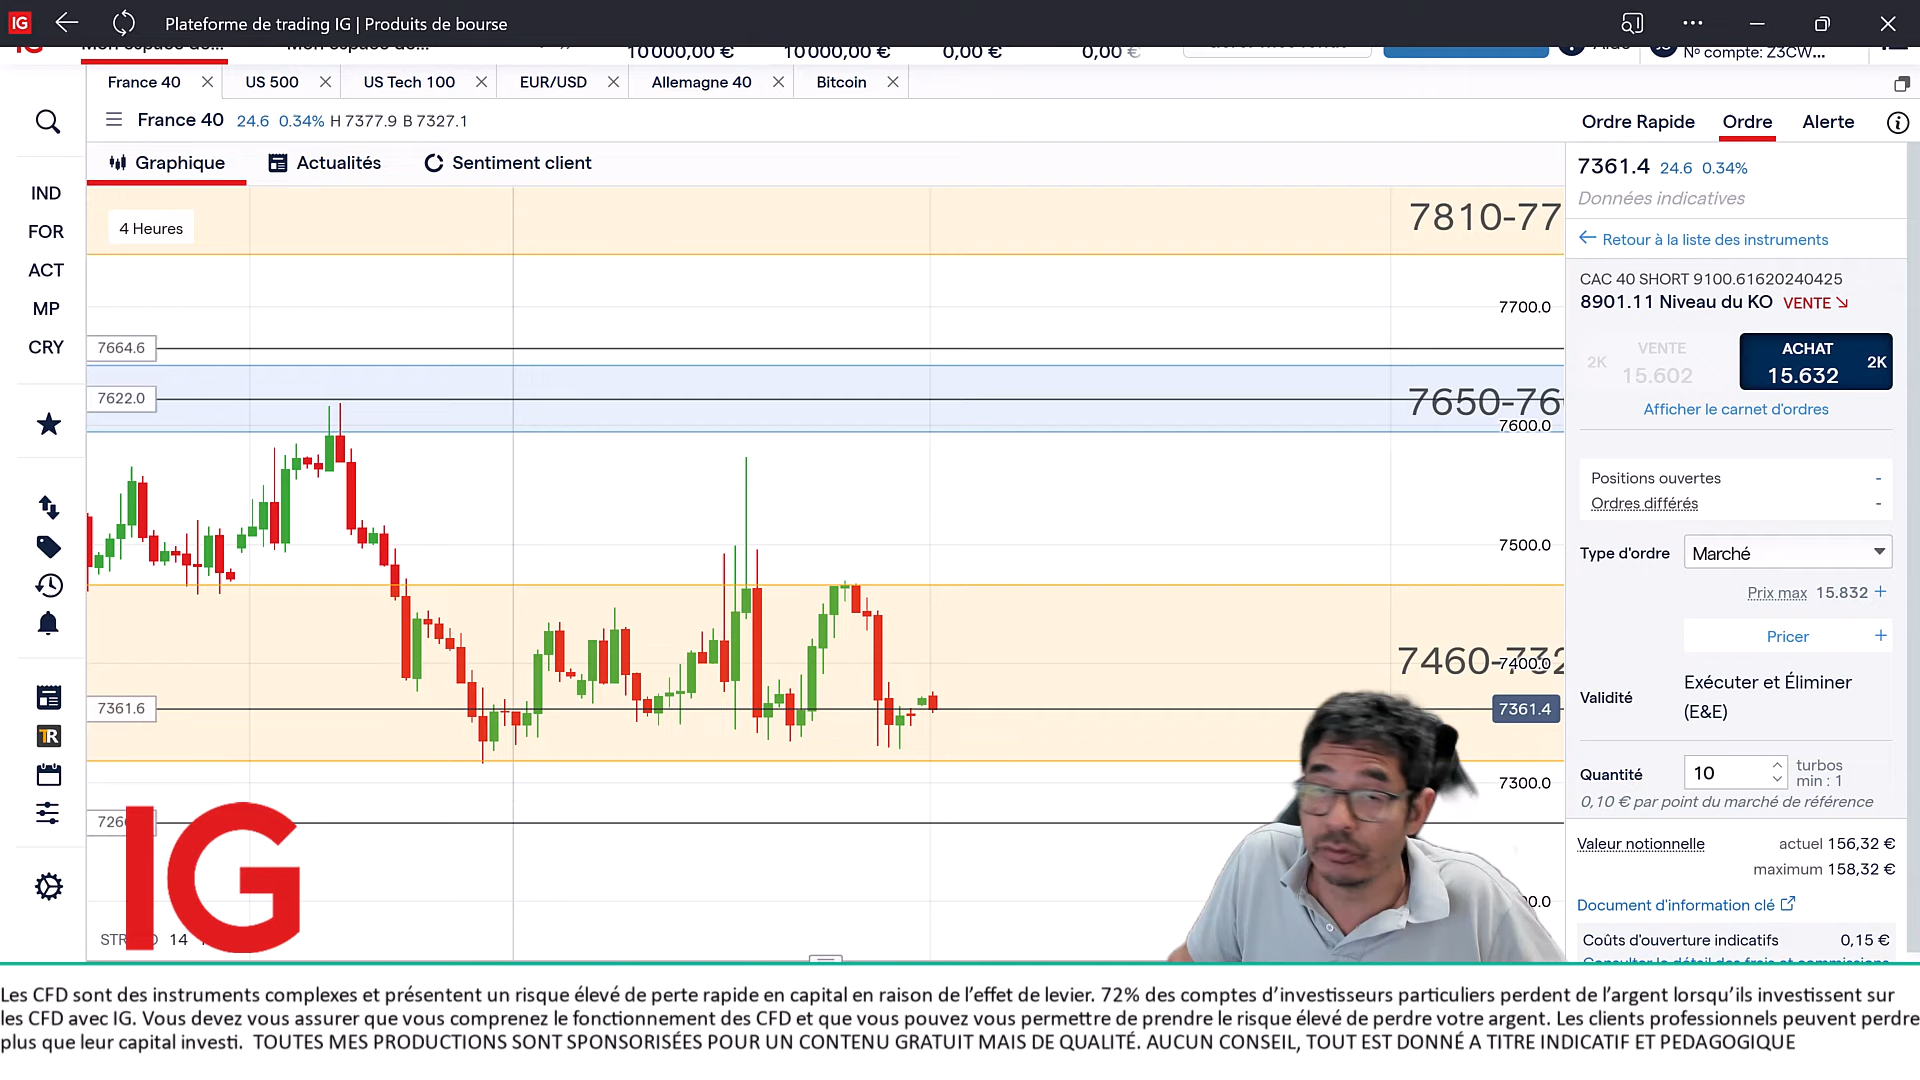 IG
Plateforme de trading IG | Produits de bourse
10 000,00 € 10 000,00 € 0,00 € 0,00 €
N° compte: Z3CW...
France 40
US 500
US Tech 100
EUR/USD
Allemagne 40
Bitcoin
France 40 24.6 0.34% H 7377.9 B 7327.1
Graphique
Actualités
Sentiment client
4 Heures
IND
FOR
ACT
MP
CRY
TR
7810-77
7700.0
7664.6
7622.0
7650-76
7600.0
7500.0
7460-732
7400.0
7361.6
7361.4
7300.0
IG
14
Ordre Rapide
Ordre
Alerte
7361.4 24.6 0.34%
Données indicatives
Retour à la liste des instruments
CAC 40 SHORT 9100.61620240425
8901.11 Niveau du KO VENTE
2K VENTE 15.602
ACHAT 15.632 2K
Afficher le carnet d'ordres
Positions ouvertes -
Ordres différés -
Type d'ordre Marché
Prix max 15.832 +
Pricer +
Validité Exécuter et Éliminer (E&E)
Quantité 10 turbos min : 1
0,10 € par point du marché de référence
Valeur notionnelle actuel 156,32 €
maximum 158,32 €
Document d'information clé
Coûts d'ouverture indicatifs 0,15 €
Les CFD sont des instruments complexes et présentent un risque élevé de perte rapide en capital en raison de l'effet de levier. 72% des comptes d'investisseurs particuliers perdent de l'argent lorsqu'ils investissent sur
les CFD avec IG. Vous devez vous assurer que vous comprenez le fonctionnement des CFD et que vous pouvez vous permettre de prendre le risque élevé de perdre votre argent. Les clients professionnels peuvent perdre
plus que leur capital investi. TOUTES MES PRODUCTIONS SONT SPONSORISÉES POUR UN CONTENU GRATUIT MAIS DE QUALITÉ. AUCUN CONSEIL, TOUT EST DONNÉ A TITRE INDICATIF ET PEDAGOGIQUE